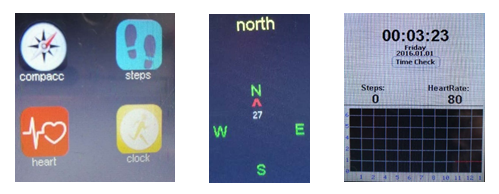 compacc
steps
heart
clock
north
N
27
W
E
S
00:03:23
Friday
2016.01.01
Time Check
Steps:
HeartRate:
0
80